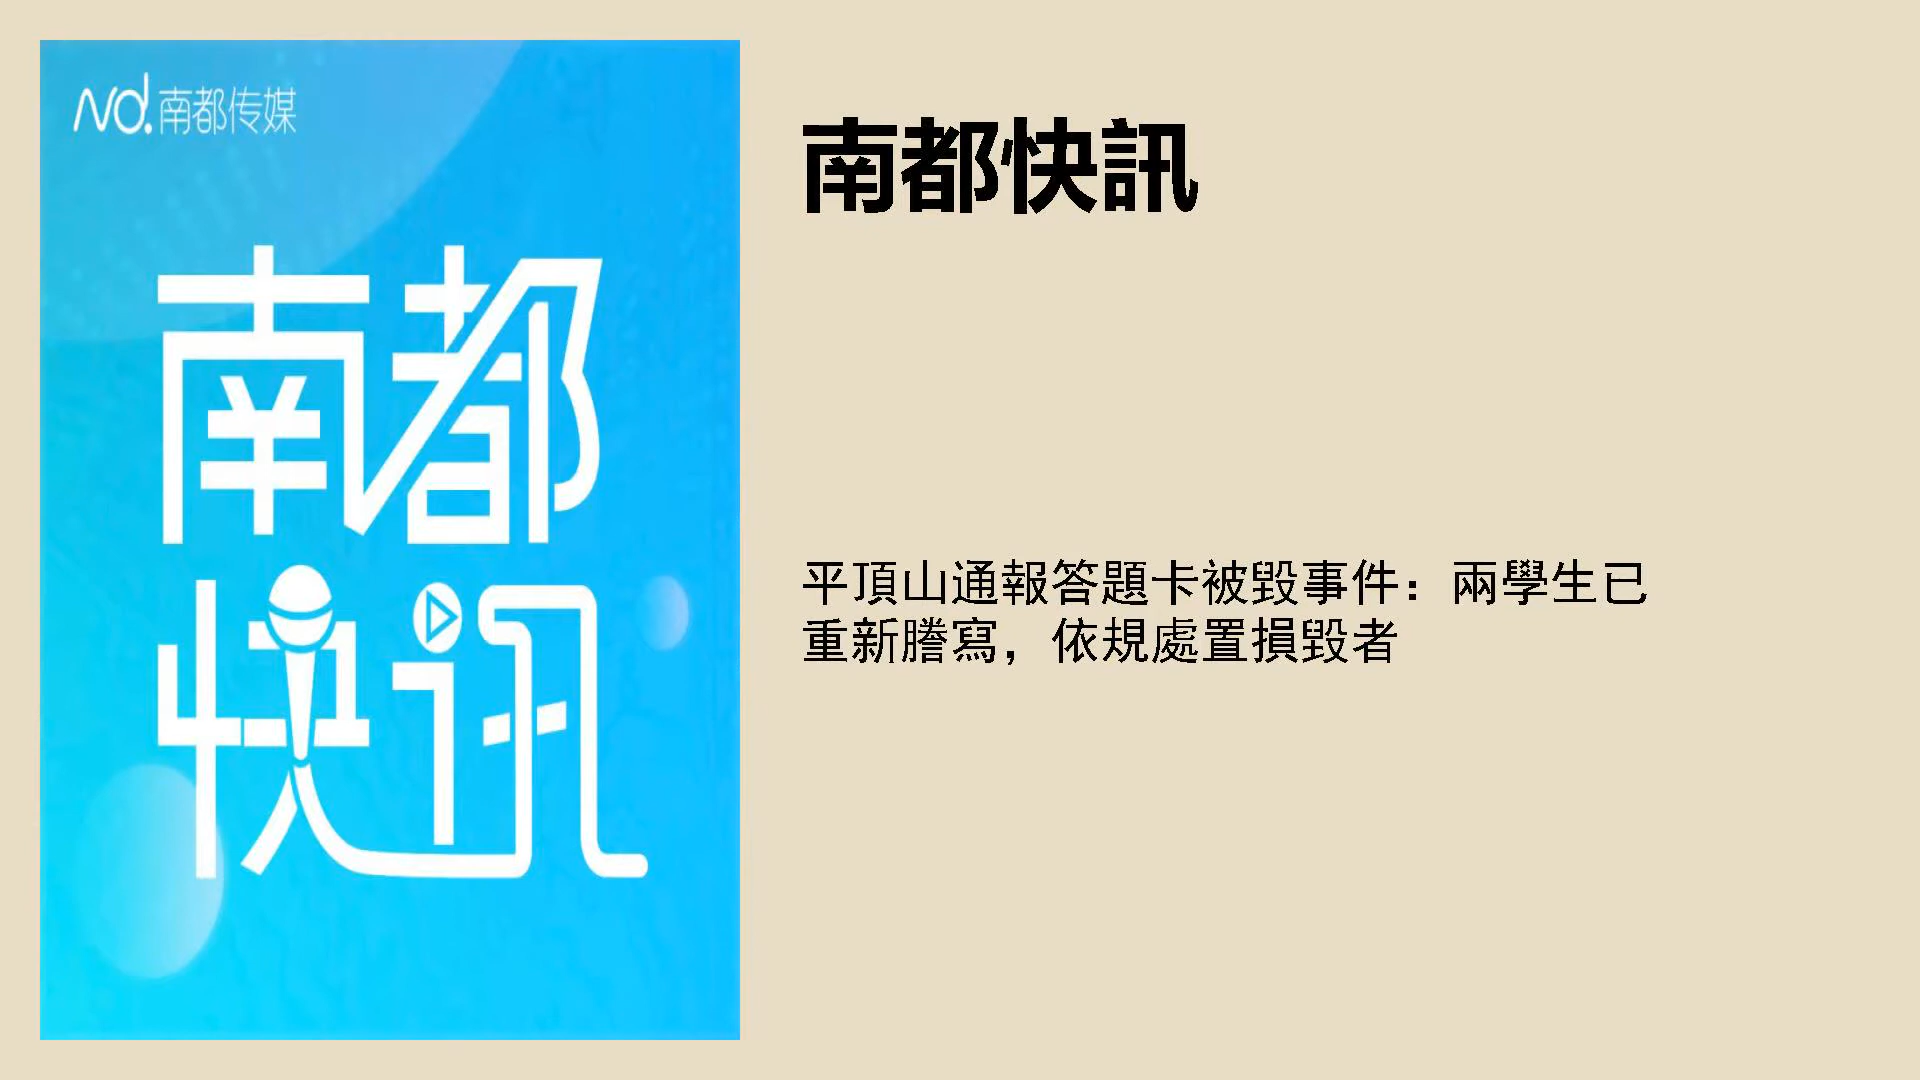 Nd.南都传媒
南都
快讯
南都快訊
平頂山通報答題卡被毀事件：兩學生已
重新謄寫，依規處置損毀者